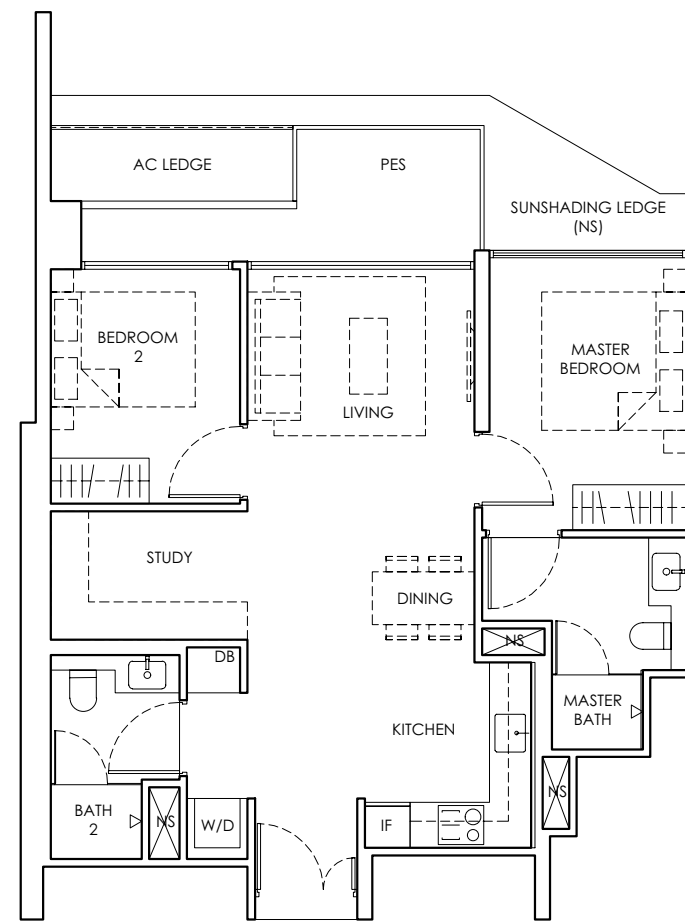 AC LEDGE
PES
SUNSHADING LEDGE
(NS)
BEDROOM
2
MASTER
BEDROOM
LIVING
STUDY
DINING
NS
DB
MASTER
BATH
KITCHEN
NS
BATH
2
NS
W/D
IF